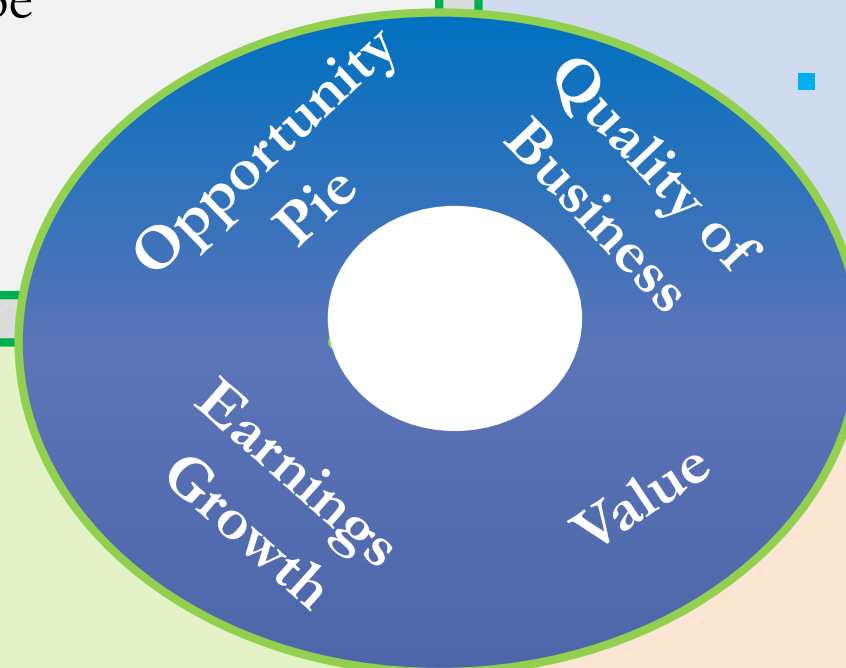 Opportunity
Pie
Quality of
Business
Earnings
Growth
Value